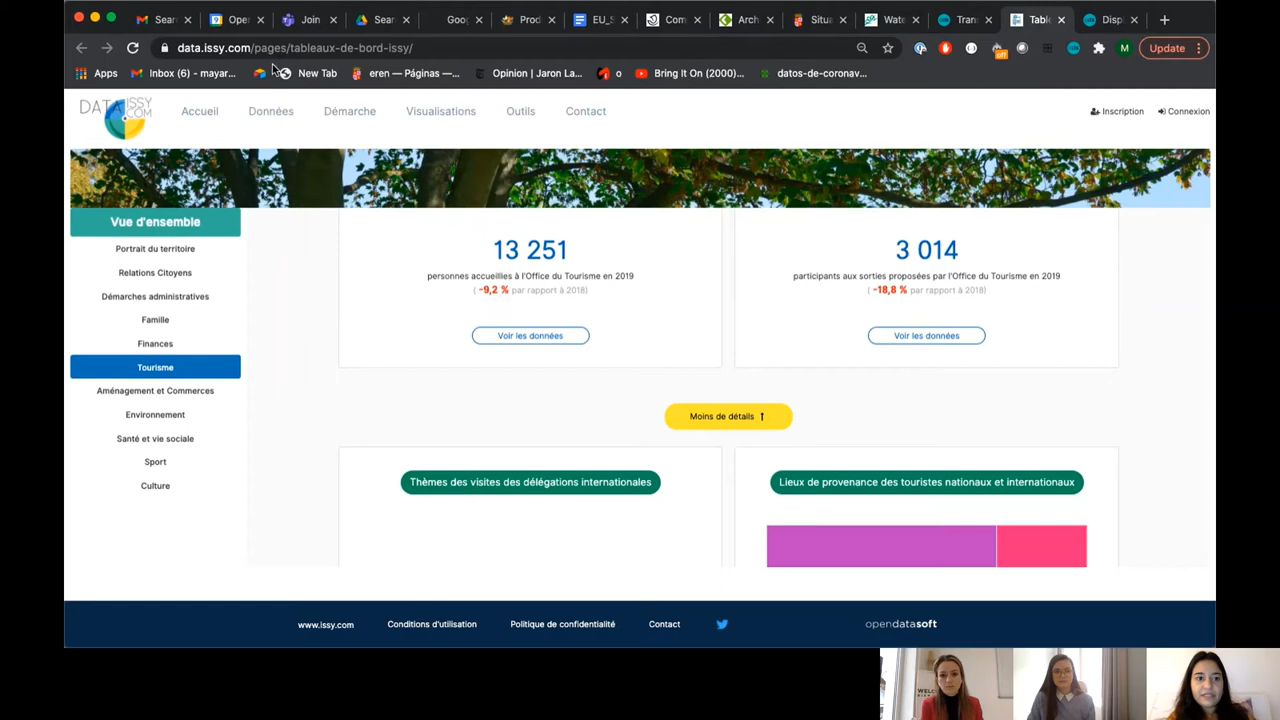 Sear
Oper
Join
Sear
Goo
Prod
EU_S
Com
Arch
Situa
Wate
Trans
Table
Displ
data.issy.com/pages/tableaux-de-bord-issy/
off
M
Update
Apps
Inbox (6) - mayar...
New Tab
eren — Páginas —...
Opinion | Jaron La...
o
Bring It On (2000)...
datos-de-coronav...
DATA ISSY .COM
Accueil
Données
Démarche
Visualisations
Outils
Contact
Inscription
Connexion
Vue d'ensemble
Portrait du territoire
Relations Citoyens
Démarches administratives
Famille
Finances
Tourisme
Aménagement et Commerces
Environnement
Santé et vie sociale
Sport
Culture
13 251
personnes accueillies à l'Office du Tourisme en 2019
( -9,2 % par rapport à 2018)
Voir les données
3 014
participants aux sorties proposées par l'Office du Tourisme en 2019
( -18,8 % par rapport à 2018)
Voir les données
Moins de détails
Thèmes des visites des délégations internationales
Lieux de provenance des touristes nationaux et internationaux
www.issy.com
Conditions d'utilisation
Politique de confidentialité
Contact
opendatasoft